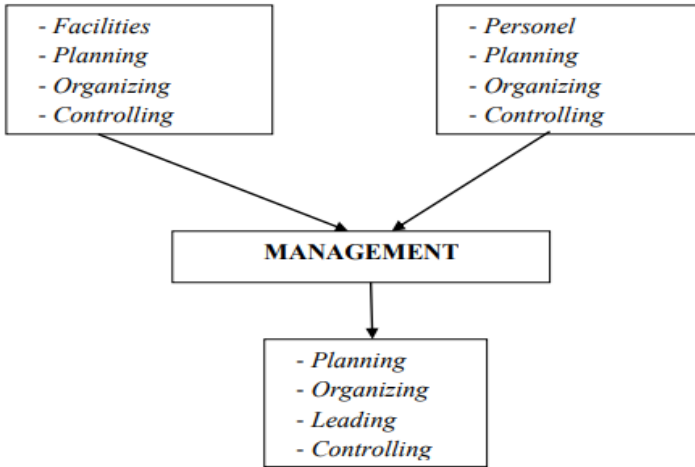 - Facilities
- Planning
- Organizing
- Controlling
- Personel
- Planning
- Organizing
- Controlling
MANAGEMENT
- Planning
- Organizing
- Leading
- Controlling